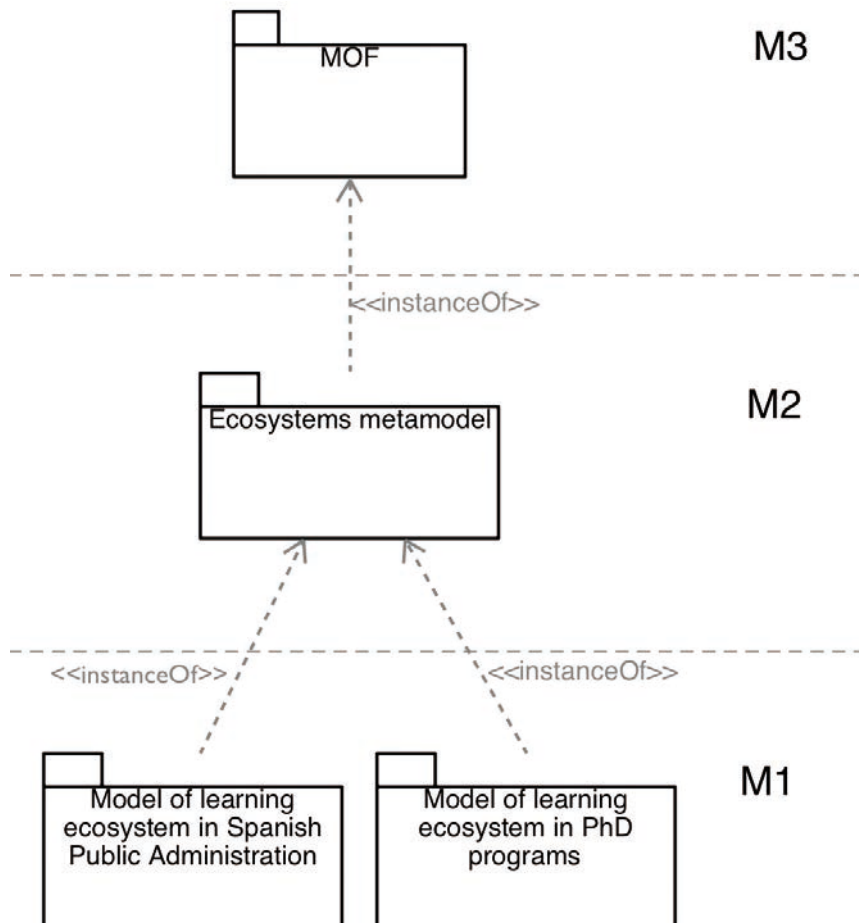 MOF
M3
<<instanceOf>>
Ecosystems metamodel
M2
<<instanceOf>>
<<instanceOf>>
Model of learning
ecosystem in Spanish
Public Administration
Model of learning
ecosystem in PhD
programs
M1